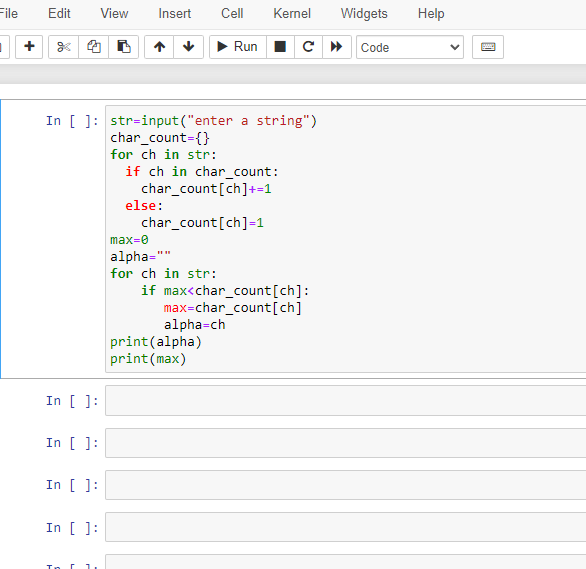 File Edit View Insert Cell Kernel Widgets Help
Run Code
In [ ]: str=input("enter a string")
char_count={}
for ch in str:
  if ch in char_count:
    char_count[ch]+=1
  else:
    char_count[ch]=1
max=0
alpha=""
for ch in str:
    if max<char_count[ch]:
       max=char_count[ch]
       alpha=ch
print(alpha)
print(max)
In [ ]:
In [ ]:
In [ ]:
In [ ]:
In [ ]: